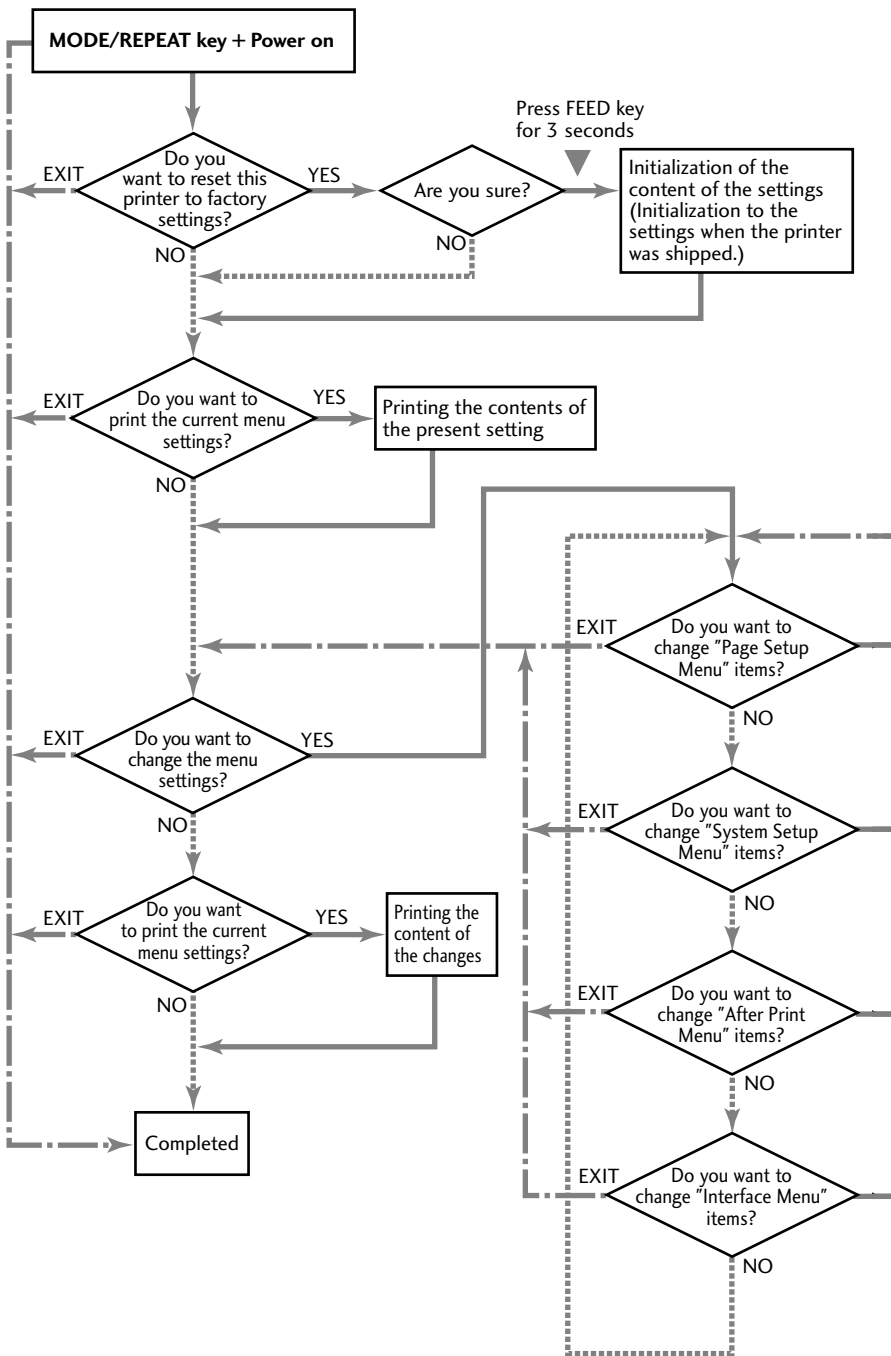 MODE/REPEAT key + Power on
Press FEED key
for 3 seconds
EXIT
Do you
want to reset this
printer to factory
settings?
YES
Are you sure?
Initialization of the
content of the settings
(Initialization to the
settings when the printer
was shipped.)
NO
NO
EXIT
Do you want to
print the current menu
settings?
YES
Printing the contents of
the present setting
NO
EXIT
Do you want to
change "Page Setup
Menu" items?
NO
EXIT
Do you want to
change the menu
settings?
YES
NO
EXIT
Do you want to
change "System Setup
Menu" items?
NO
EXIT
Do you want
to print the current
menu settings?
YES
Printing the
content of
the changes
NO
EXIT
Do you want to
change "After Print
Menu" items?
NO
Completed
EXIT
Do you want to
change "Interface Menu"
items?
NO